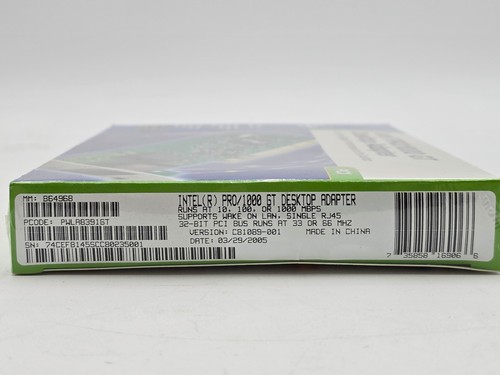 MM: 864968
PCODE: PWLA8391GT
SN: 74CEFB1455CCB0235001
INTEL(R) PRO/1000 GT DESKTOP ADAPTER
RUNS AT 10, 100, OR 1000 MBPS
SUPPORTS WAKE ON LAN, SINGLE RJ45
32-BIT PCI BUS RUNS AT 33 OR 66 MHZ
VERSION: C81089-001 MADE IN CHINA
DATE: 03/29/2005
7 35858 16906 6